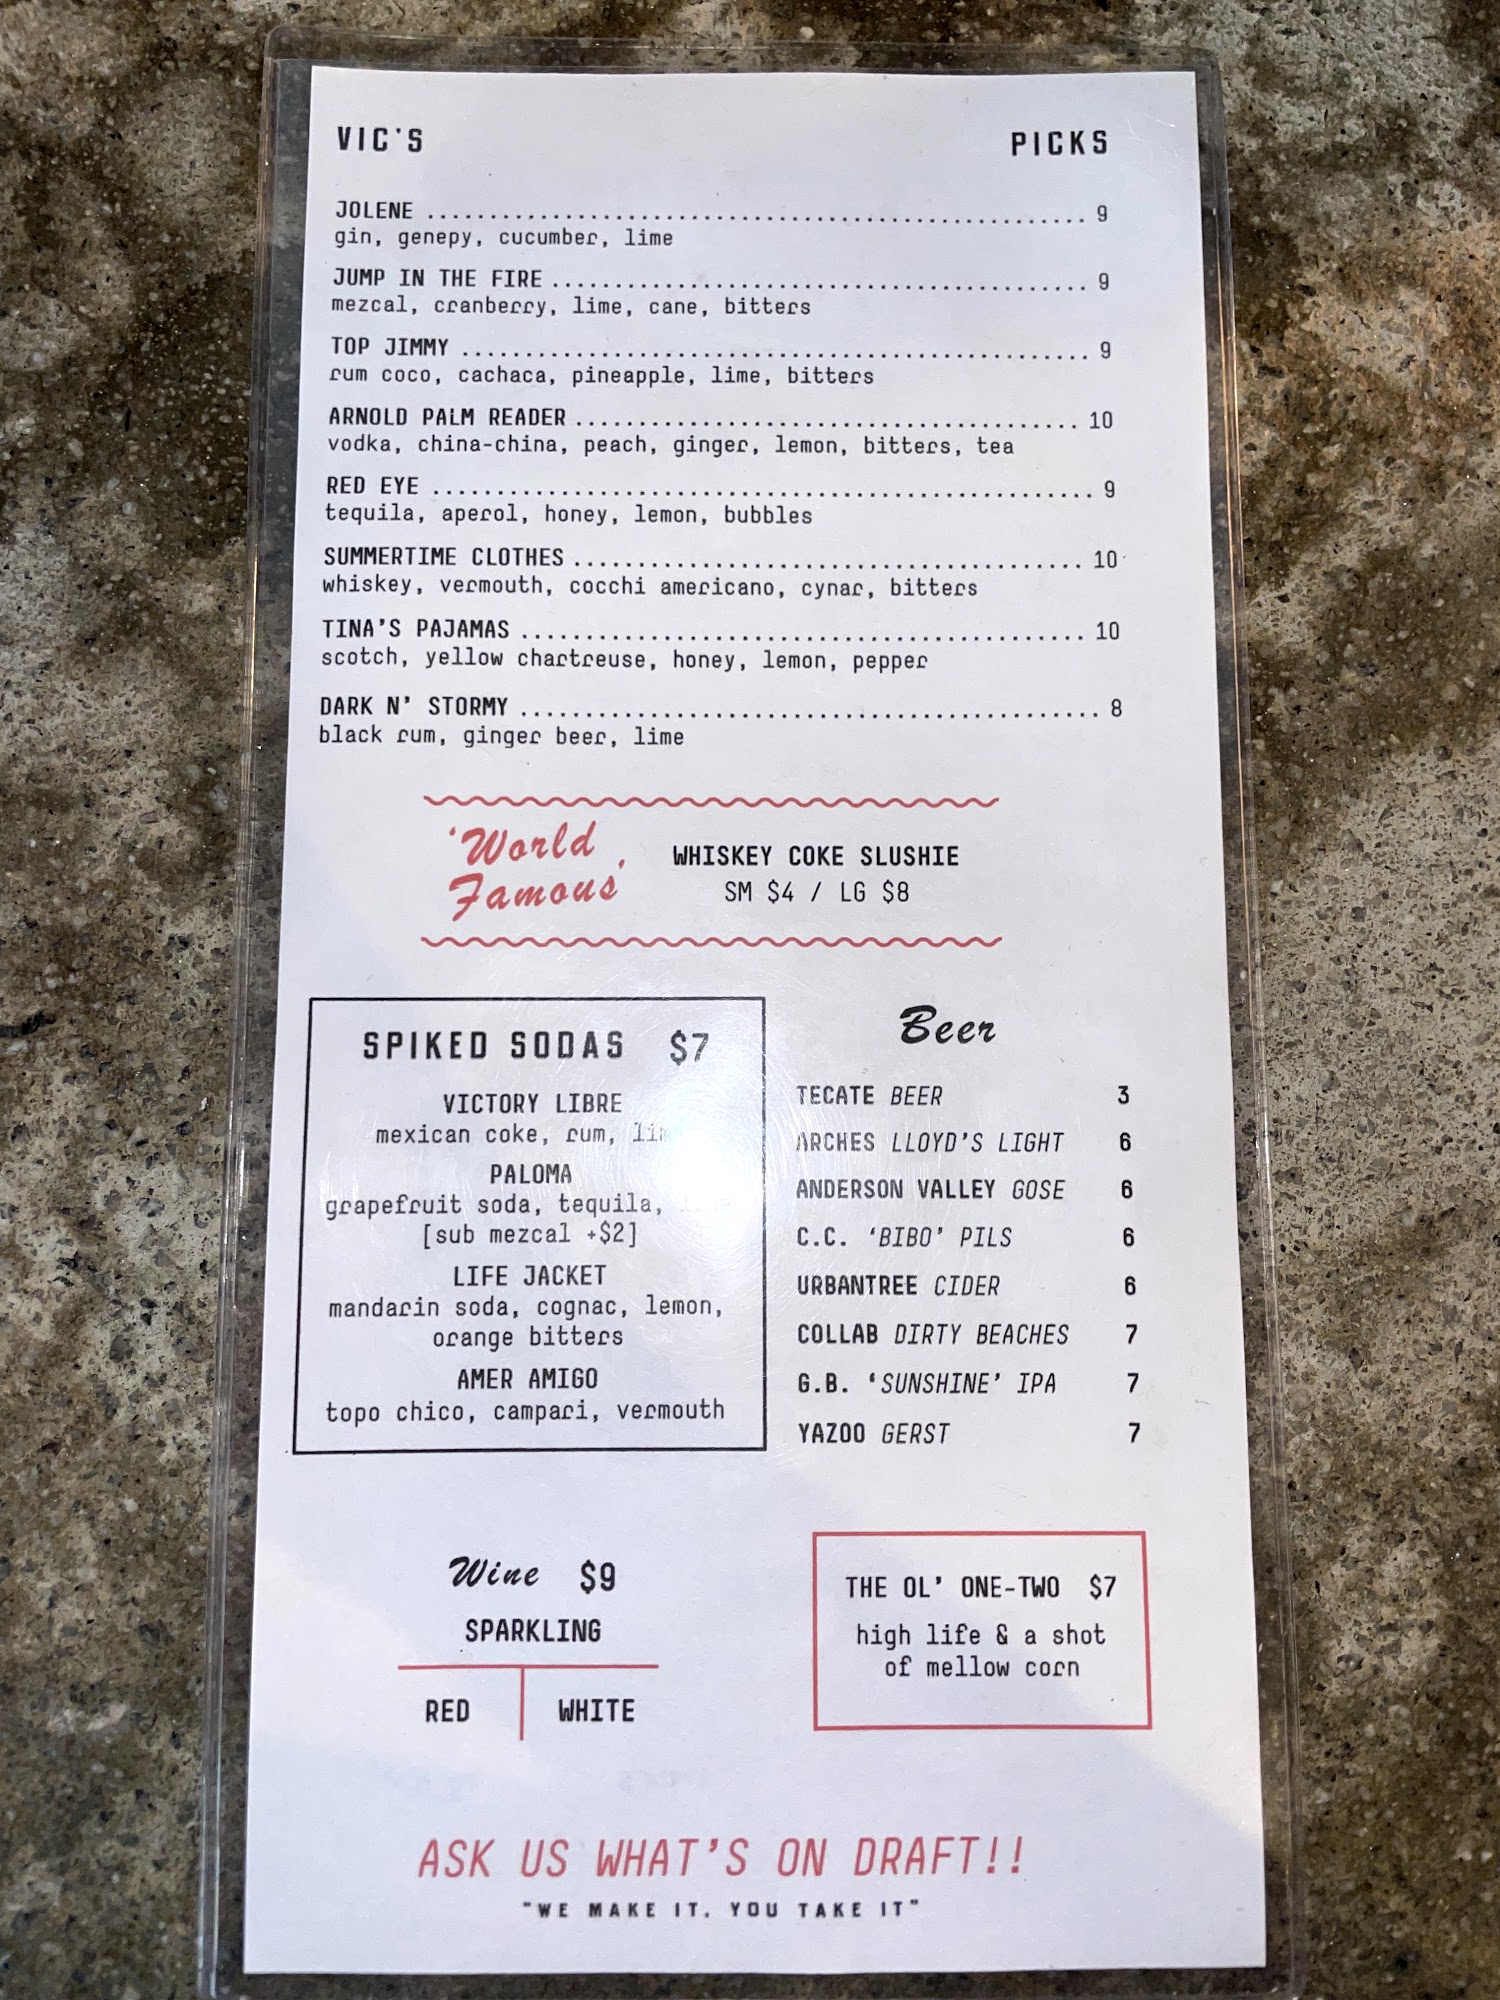 VIC'S PICKS
JOLENE ........ 9
gin, genepy, cucumber, lime
JUMP IN THE FIRE ........ 9
mezcal, cranberry, lime, cane, bitters
TOP JIMMY ........ 9
rum coco, cachaca, pineapple, lime, bitters
ARNOLD PALM READER ........ 10
vodka, china-china, peach, ginger, lemon, bitters, tea
RED EYE ........ 9
tequila, aperol, honey, lemon, bubbles
SUMMERTIME CLOTHES ........ 10
whiskey, vermouth, cocchi americano, cynar, bitters
TINA'S PAJAMAS ........ 10
scotch, yellow chartreuse, honey, lemon, pepper
DARK N' STORMY ........ 8
black rum, ginger beer, lime
'World
Famous'
WHISKEY COKE SLUSHIE
SM $4 / LG $8
SPIKED SODAS $7
VICTORY LIBRE
mexican coke, rum,
PALOMA
grapefruit soda, tequila,
[sub mezcal +$2]
LIFE JACKET
mandarin soda, cognac, lemon,
orange bitters
AMER AMIGO
topo chico, campari, vermouth
Beer
TECATE BEER 3
ARCHES LLOYD'S LIGHT 6
ANDERSON VALLEY GOSE 6
C.C. 'BIBO' PILS 6
URBANTREE CIDER 6
COLLAB DIRTY BEACHES 7
G.B. 'SUNSHINE' IPA 7
YAZOO GERST 7
Wine $9
SPARKLING
RED WHITE
THE OL' ONE-TWO $7
high life & a shot
of mellow corn
ASK US WHAT'S ON DRAFT!!
"WE MAKE IT. YOU TAKE IT"